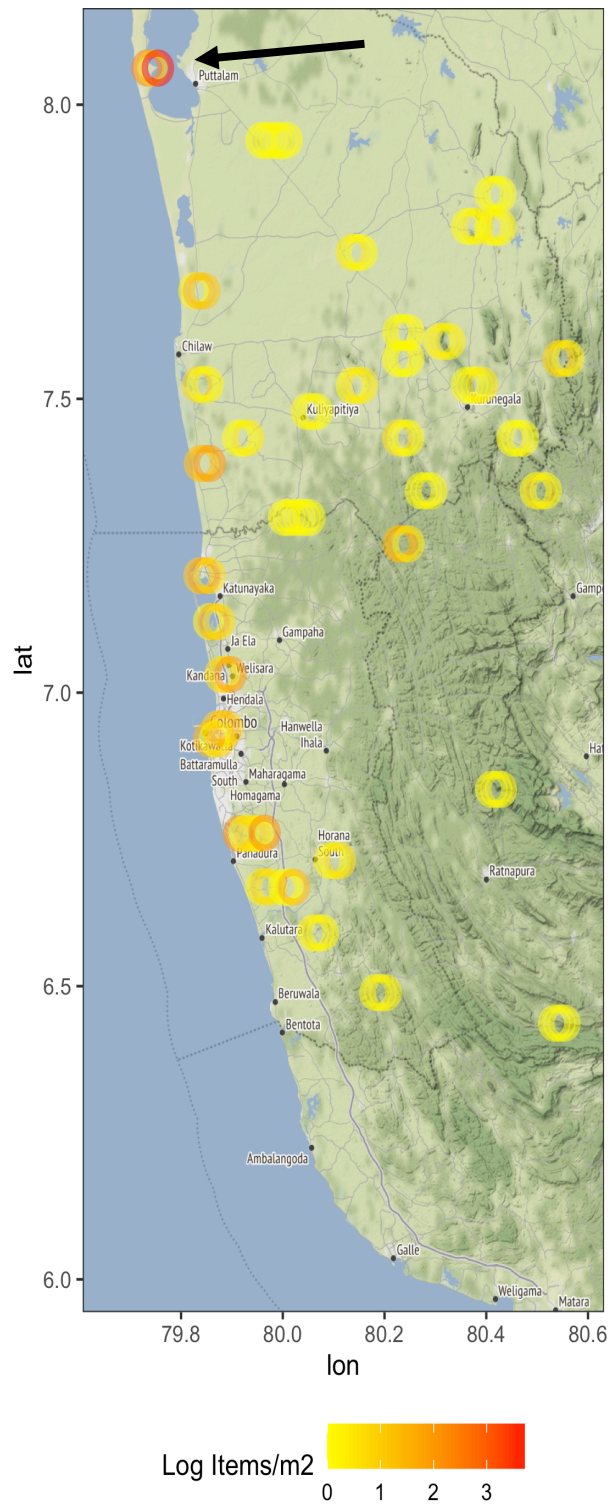 Puttalam
8.0
Chilaw
7.5
Kuliyapitiya
Kurunegala
Katunayaka
Gampaha
Ja Ela
Welisara
Kandana
7.0
Hendala
Colombo
Hanwella
Ihala
Kotikawatta
Battaramulla
South
Maharagama
Homagama
Horana
South
Panadura
Ratnapura
Kalutara
6.5
Beruwala
Bentota
Ambalangoda
Galle
6.0
Weligama
Matara
lat
79.8 80.0 80.2 80.4 80.6
lon
Log Items/m2
0 1 2 3